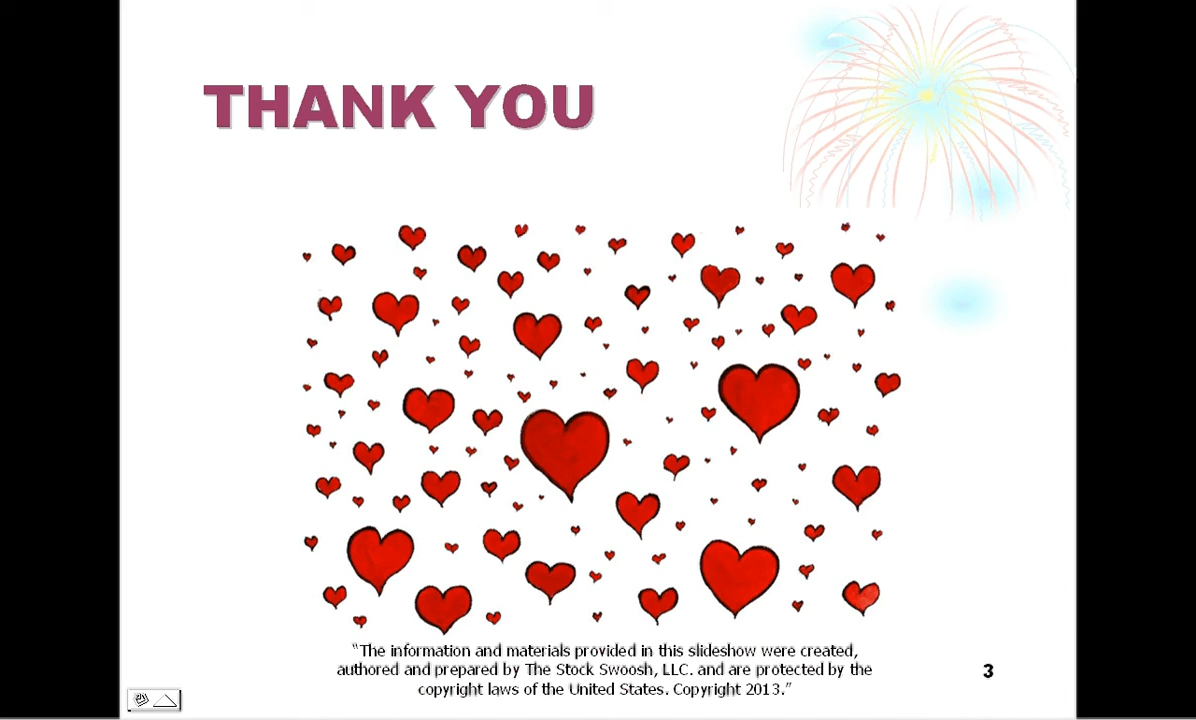 THANK YOU
“The information and materials provided in this slideshow were created,
authored and prepared by The Stock Swoosh, LLC. and are protected by the
copyright laws of the United States. Copyright 2013.”
3